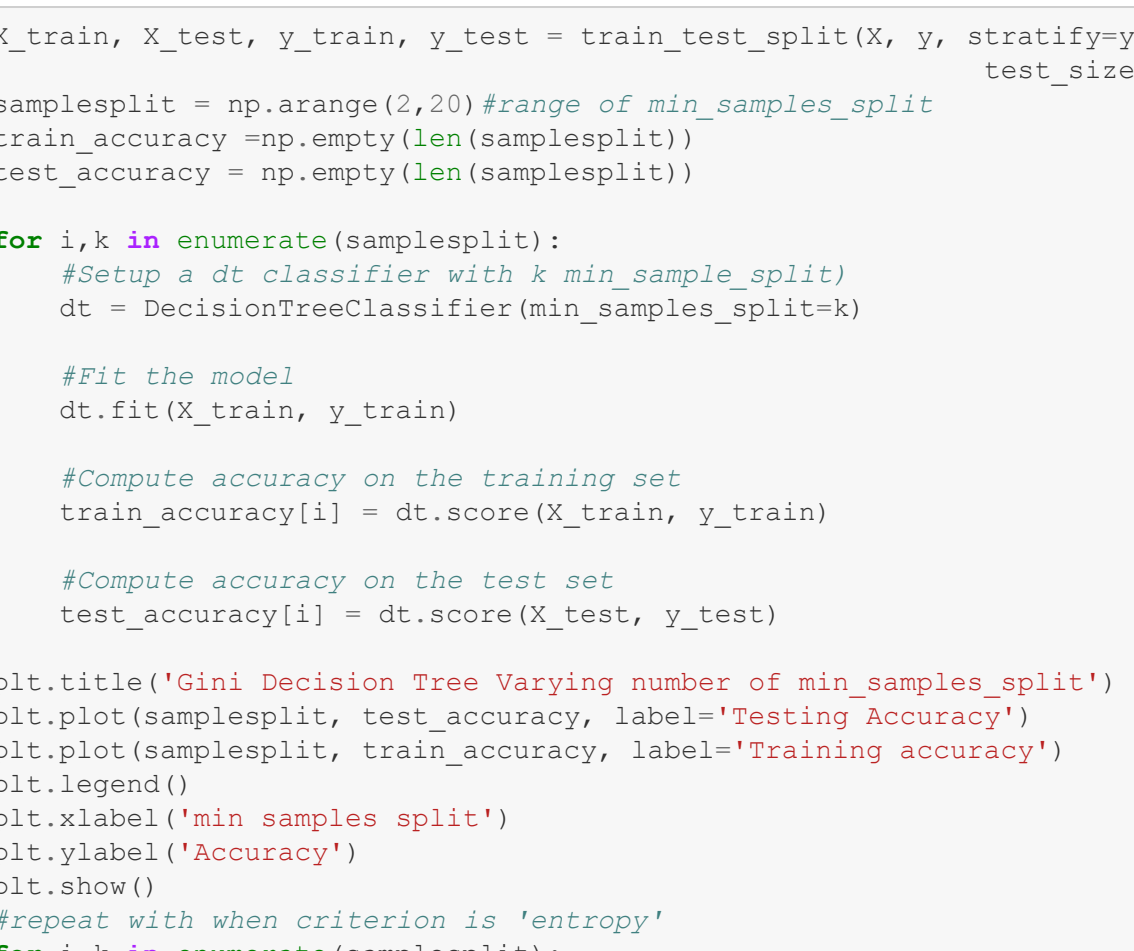 X_train, X_test, y_train, y_test = train_test_split(X, y, stratify=y
test_size
samplesplit = np.arange(2,20)#range of min_samples_split
train_accuracy =np.empty(len(samplesplit))
test_accuracy = np.empty(len(samplesplit))
for i,k in enumerate(samplesplit):
#Setup a dt classifier with k min_sample_split)
dt = DecisionTreeClassifier(min_samples_split=k)
#Fit the model
dt.fit(X_train, y_train)
#Compute accuracy on the training set
train_accuracy[i] = dt.score(X_train, y_train)
#Compute accuracy on the test set
test_accuracy[i] = dt.score(X_test, y_test)
plt.title('Gini Decision Tree Varying number of min_samples_split')
plt.plot(samplesplit, test_accuracy, label='Testing Accuracy')
plt.plot(samplesplit, train_accuracy, label='Training accuracy')
plt.legend()
plt.xlabel('min samples split')
plt.ylabel('Accuracy')
plt.show()
#repeat with when criterion is 'entropy'
for i,k in enumerate(samplesplit):